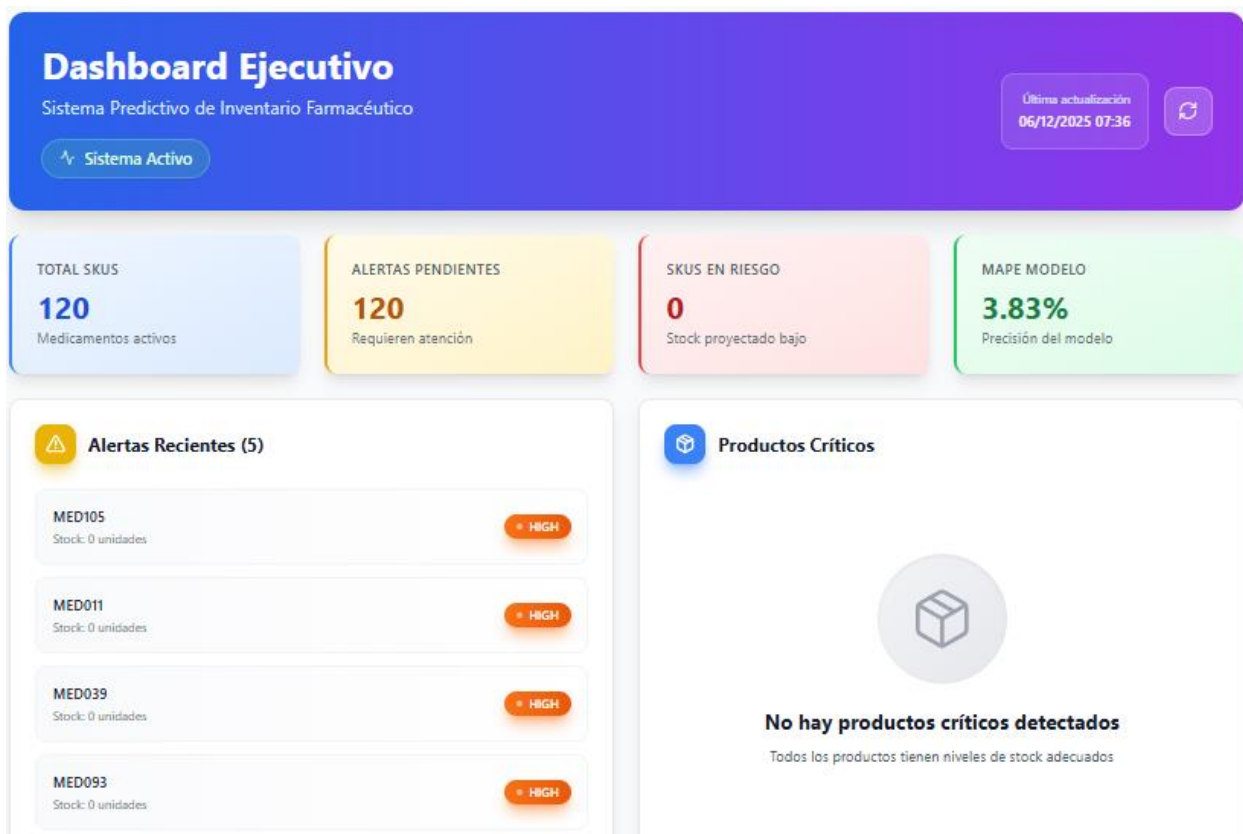 Dashboard Ejecutivo
Sistema Predictivo de Inventario Farmacéutico
Sistema Activo
Última actualización
06/12/2025 07:36
TOTAL SKUS
120
Medicamentos activos
ALERTAS PENDIENTES
120
Requieren atención
SKUS EN RIESGO
0
Stock proyectado bajo
MAPE MODELO
3.83%
Precisión del modelo
Alertas Recientes (5)
MED105
Stock: 0 unidades
HIGH
MED011
Stock: 0 unidades
HIGH
MED039
Stock: 0 unidades
HIGH
MED093
Stock: 0 unidades
HIGH
Productos Críticos
No hay productos críticos detectados
Todos los productos tienen niveles de stock adecuados